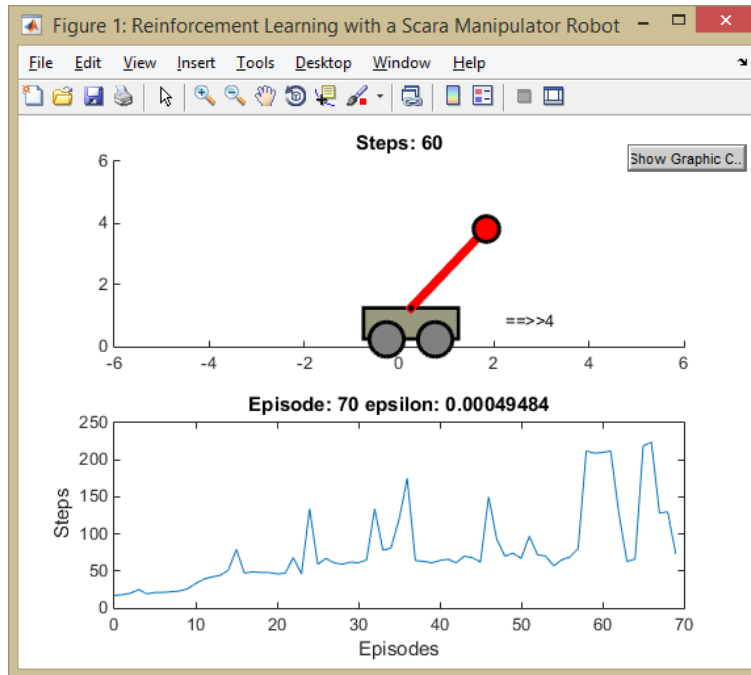 Figure 1: Reinforcement Learning with a Scara Manipulator Robot
File Edit View Insert Tools Desktop Window Help
Steps: 60
Show Graphic C..
6
4
2
0
-6 -4 -2 0 2 4 6
==>>4
Episode: 70 epsilon: 0.00049484
250
200
150
100
50
0
Steps
0 10 20 30 40 50 60 70
Episodes